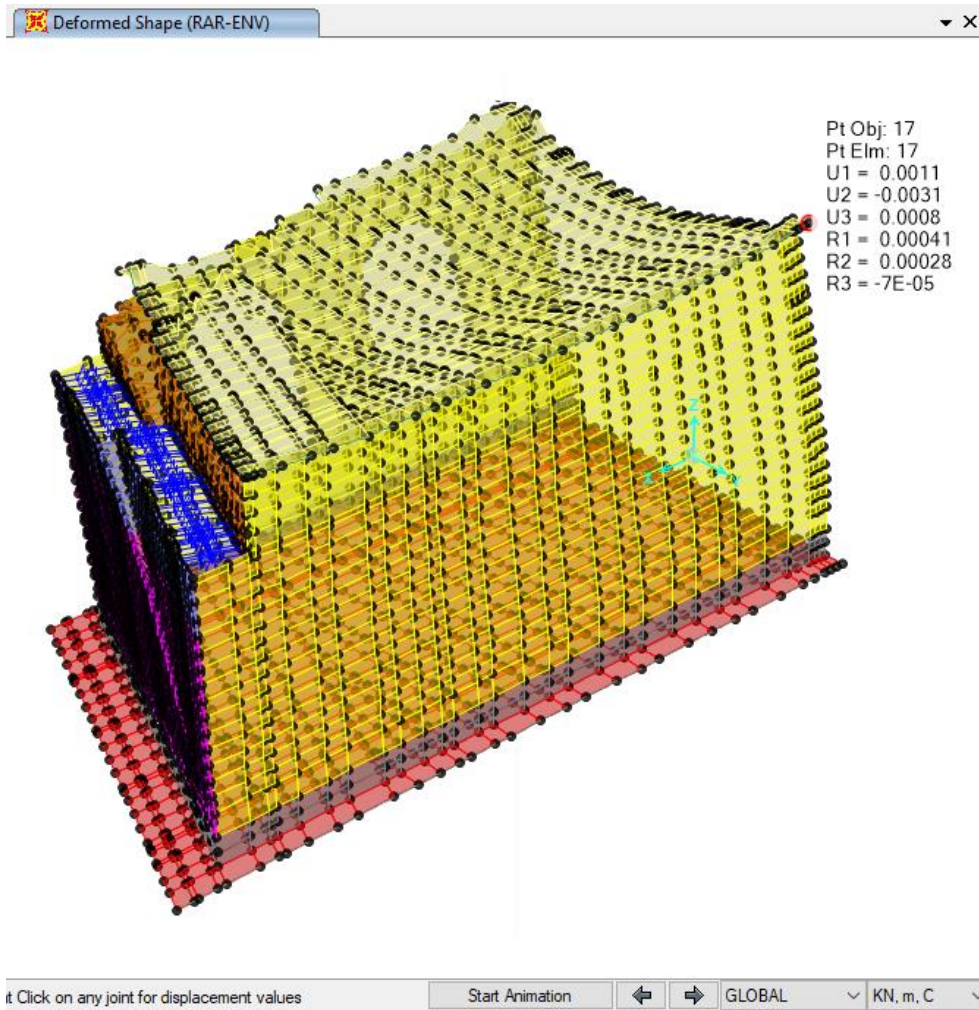 Deformed Shape (RAR-ENV)
Pt Obj: 17
Pt Elm: 17
U1 = 0.0011
U2 = -0.0031
U3 = 0.0008
R1 = 0.00041
R2 = 0.00028
R3 = -7E-05
Z
X
Y
t Click on any joint for displacement values
Start Animation
GLOBAL
KN, m, C